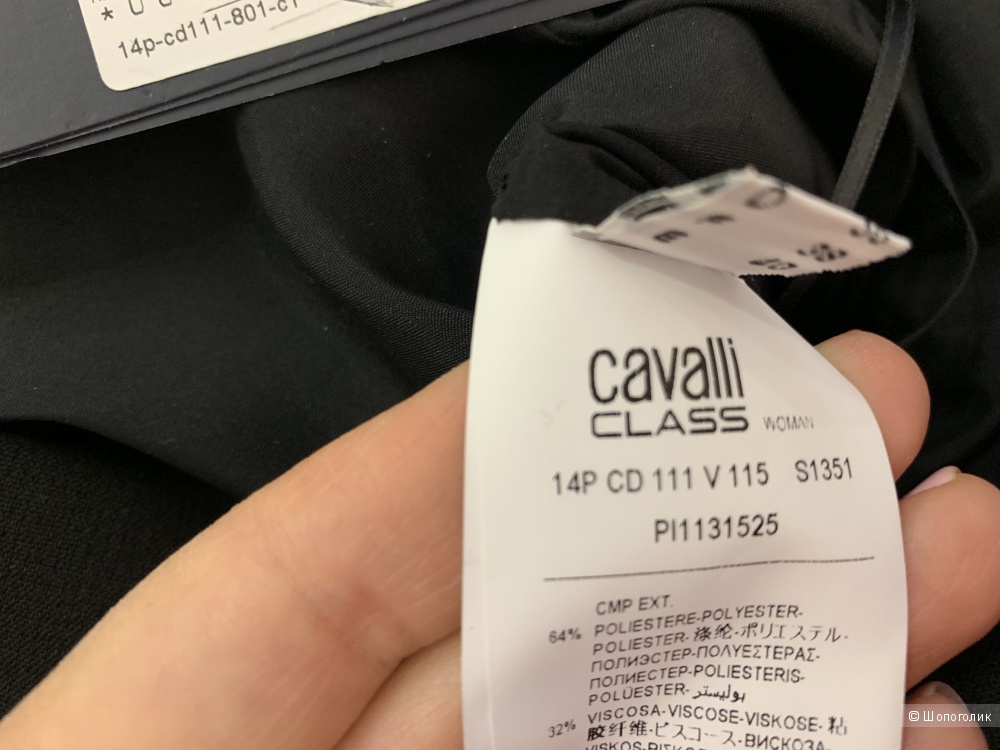 14p-cd111-801-c1
cavalli
CLASS WOMAN
14P CD 111 V 115 S1351
PI1131525
CMP EXT.
64% POLIESTERE-POLYESTER-
POLIESTER-涤纶-ポリエステル-
ПОЛИЭСТЕР-ΠΟΛΥΕΣΤΕΡΑΣ-
ПОЛИЕСТЕР-POLIESTERIS-
POLÜESTER-بوليستر
32% VISCOSA-VISCOSE-VISKOSE-粘
胶纤维-ビスコース-ВИСКОЗА-
© Шопоголик